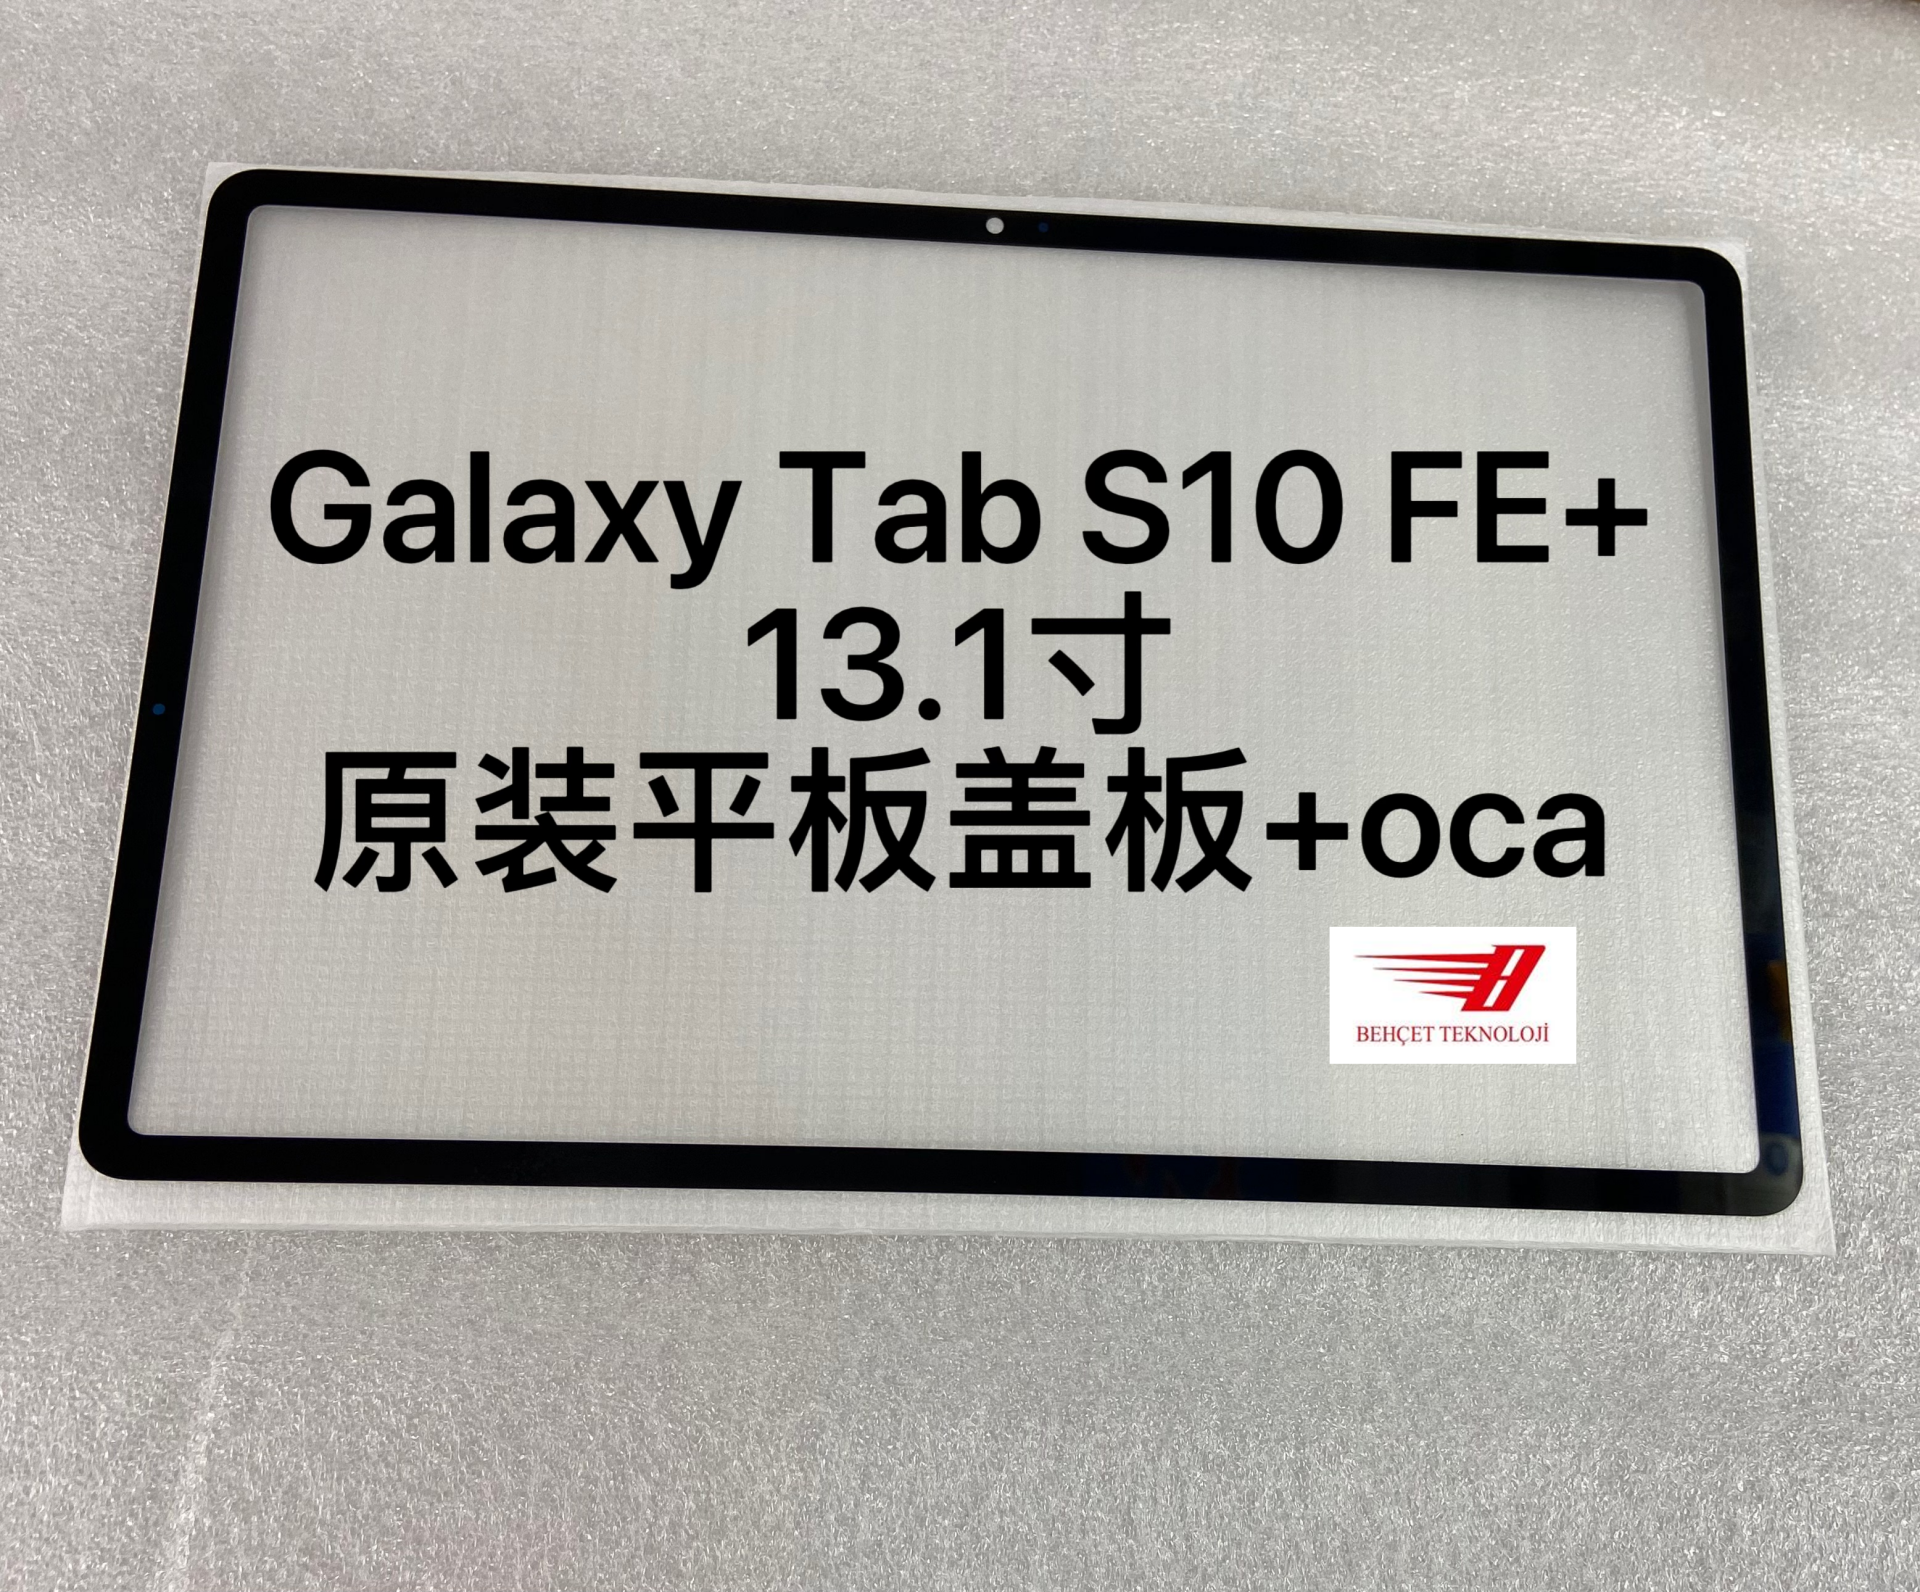 Galaxy Tab S10 FE+
13.1寸
原装平板盖板+oca
BEHÇET TEKNOLOJİ